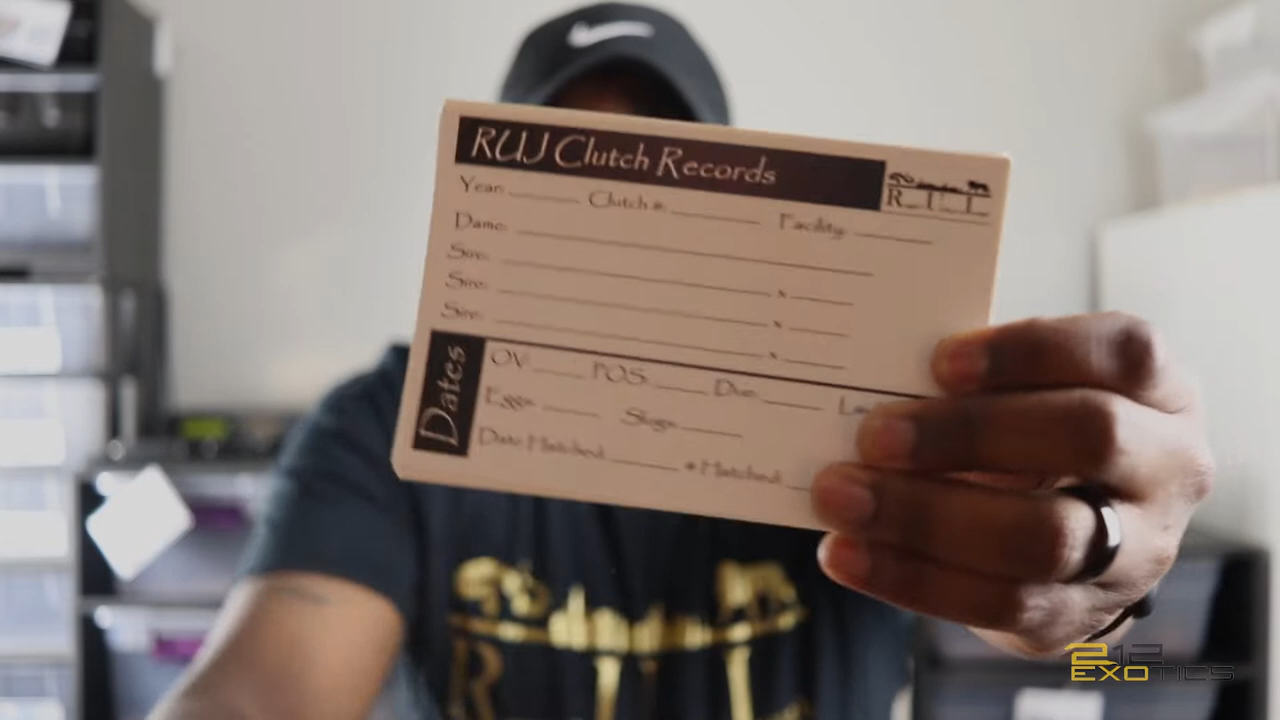 RUJ Clutch Records
R U J
Year: Clutch #: Facility:
Dame:
Sire: x
Sire: x
Sire: x
Dates
OV: POS: Due:
Eggs: Slugs:
Date Hatched: # Hatched:
R
212
EXOTICS